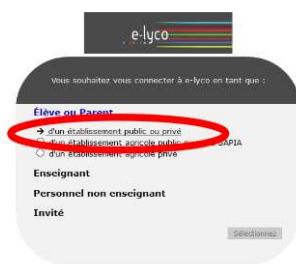 e-lyco
Vous souhaitez vous connecter à e-lyco en tant que :
Élève ou Parent
d'un établissement public ou privé
d'un établissement agricole public SAPIA
d'un établissement agricole privé
Enseignant
Personnel non enseignant
Invité
Sélectionnez